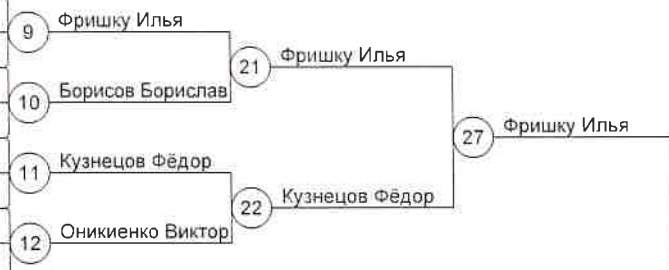 9 Фришку Илья
21 Фришку Илья
10 Борисов Борислав
27 Фришку Илья
11 Кузнецов Фёдор
22 Кузнецов Фёдор
12 Оникиенко Виктор